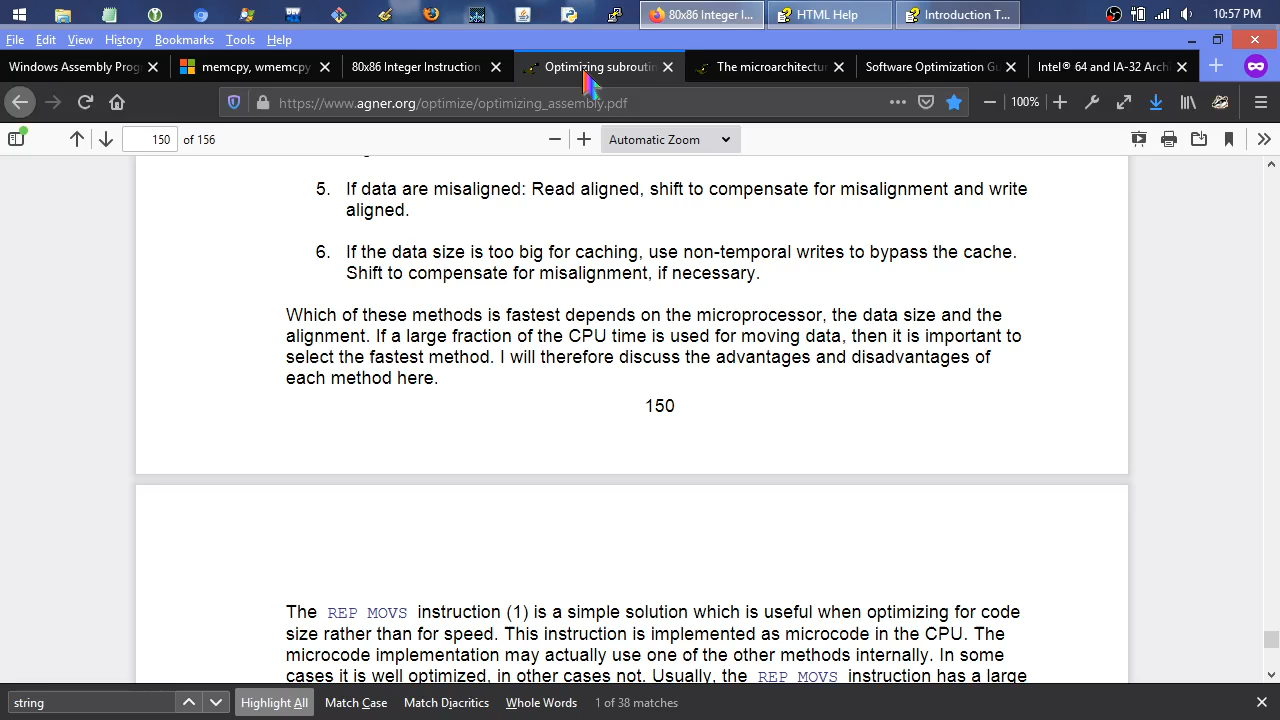 80x86 Integer I...
HTML Help
Introduction T...
10:57 PM
File Edit View History Bookmarks Tools Help
Windows Assembly Prog
memcpy, wmemcpy
80x86 Integer Instruction
Optimizing subroutin
The microarchitectur
Software Optimization Gu
Intel® 64 and IA-32 Arch
https://www.agner.org/optimize/optimizing_assembly.pdf
100%
150 of 156
Automatic Zoom
5. If data are misaligned: Read aligned, shift to compensate for misalignment and write
aligned.
6. If the data size is too big for caching, use non-temporal writes to bypass the cache.
Shift to compensate for misalignment, if necessary.
Which of these methods is fastest depends on the microprocessor, the data size and the
alignment. If a large fraction of the CPU time is used for moving data, then it is important to
select the fastest method. I will therefore discuss the advantages and disadvantages of
each method here.
150
The REP MOVS instruction (1) is a simple solution which is useful when optimizing for code
size rather than for speed. This instruction is implemented as microcode in the CPU. The
microcode implementation may actually use one of the other methods internally. In some
cases it is well optimized, in other cases not. Usually, the REP MOVS instruction has a large
string
Highlight All
Match Case
Match Diacritics
Whole Words
1 of 38 matches